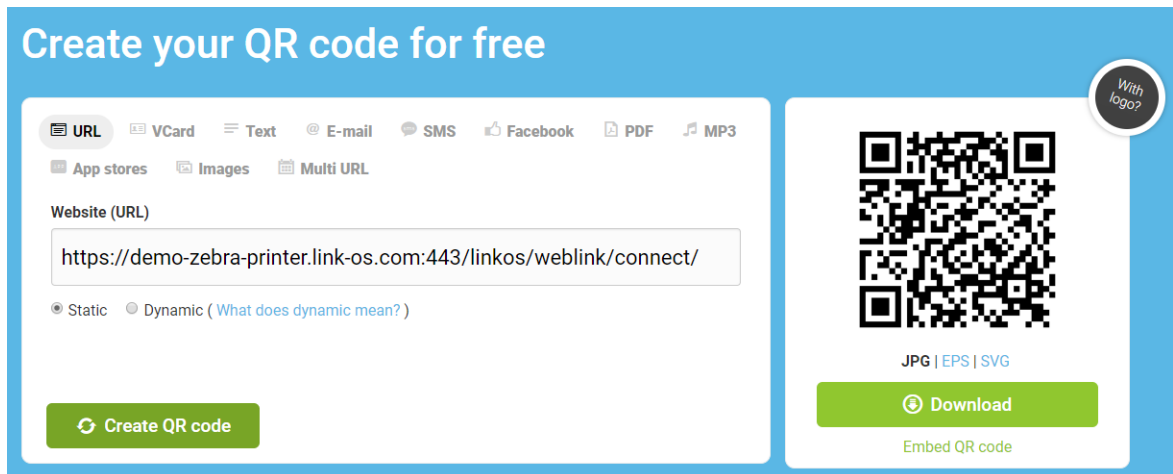 Create your QR code for free
With
logo?
URL VCard Text E-mail SMS Facebook PDF MP3
App stores Images Multi URL
Website (URL)
https://demo-zebra-printer.link-os.com:443/linkos/weblink/connect/
Static Dynamic ( What does dynamic mean? )
Create QR code
JPG | EPS | SVG
Download
Embed QR code